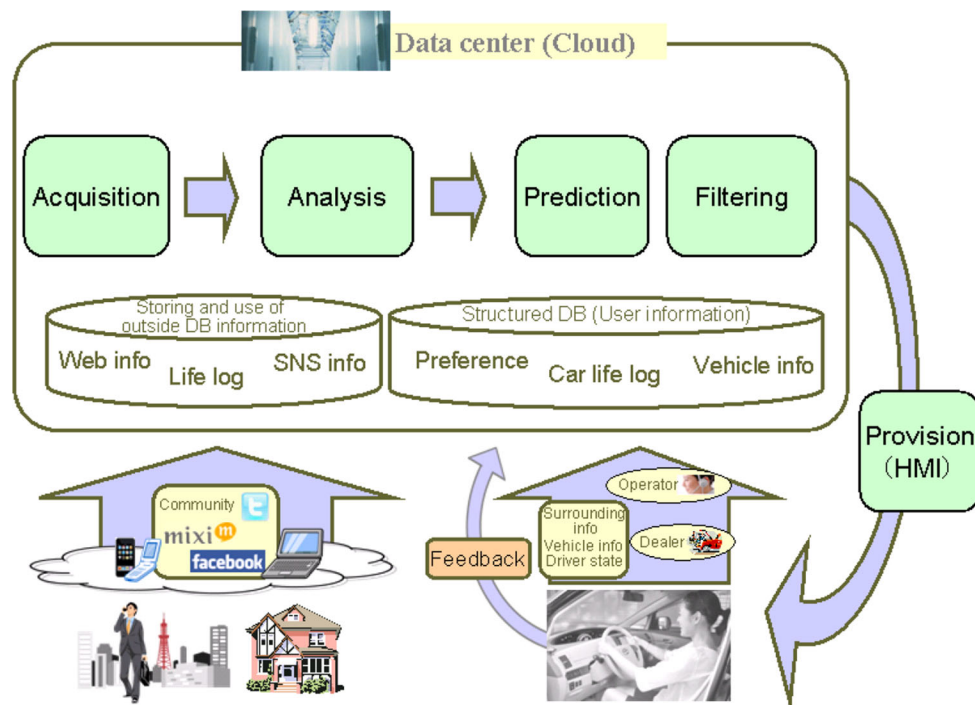 Data center (Cloud)
Acquisition
Analysis
Prediction
Filtering
Storing and use of
outside DB information
Web info
Life log
SNS info
Structured DB (User information)
Preference
Car life log
Vehicle info
Provision
(HMI)
Community
mixi m
facebook
Feedback
Operator
Surrounding
info
Vehicle info
Driver state
Dealer